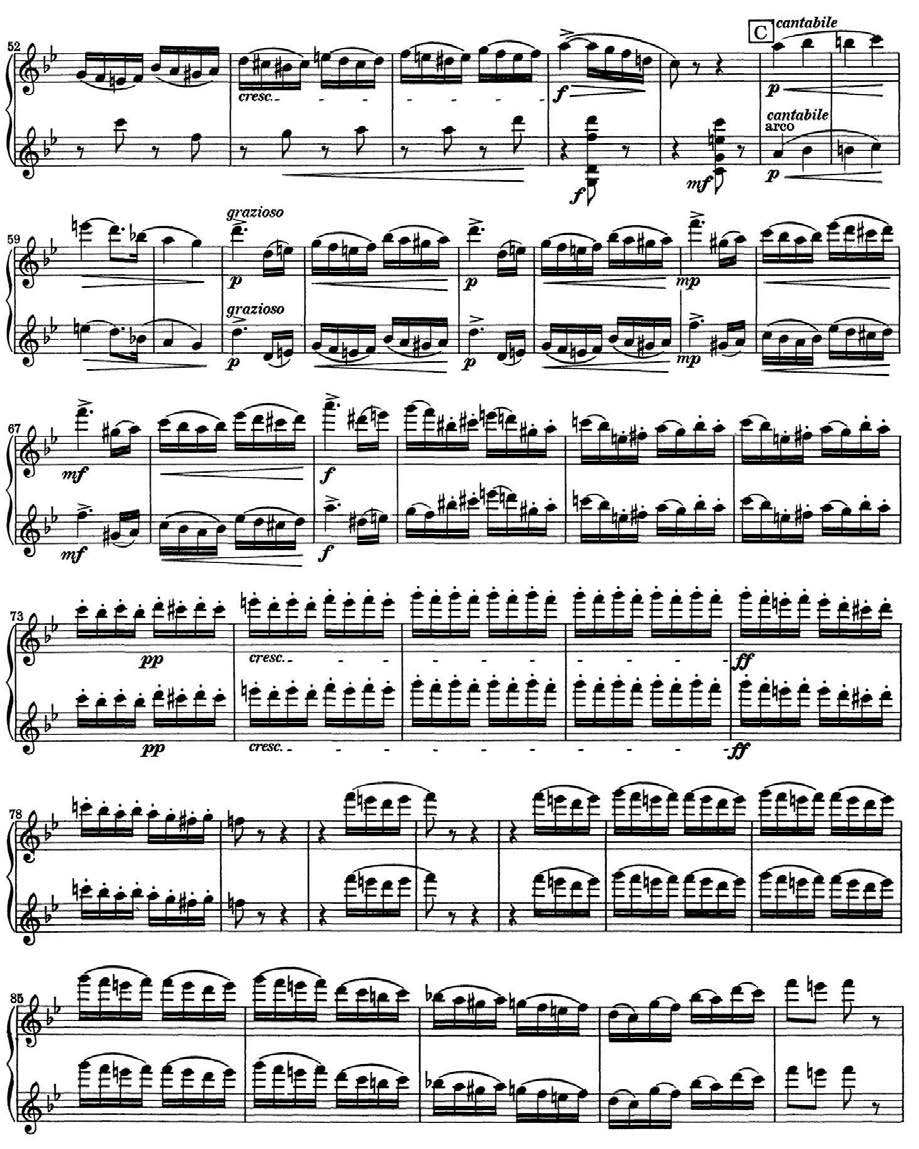 C cantabile
52
cresc.
f p
cantabile
arco
f mf p
59
grazioso
p p mp
grazioso
p p mp
67
mf f
mf f
73
pp cresc. ff
pp cresc. ff
78
85